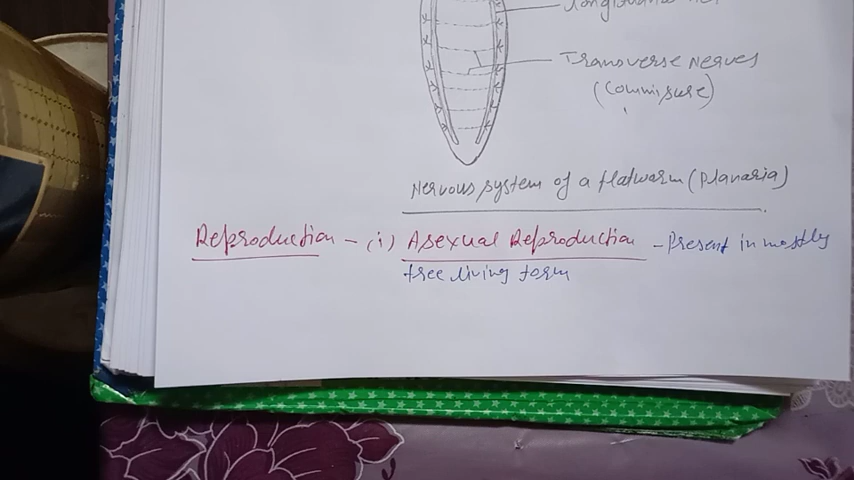 Transverse Nerves
(Commisure)
Nervous system of a flatworm (Planaria)
Reproduction - (i) Asexual Reproduction - Present in mostly
free living form